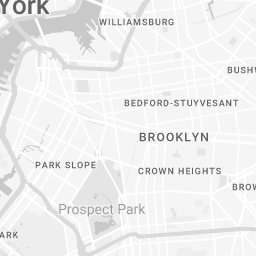 York
WILLIAMSBURG
BUSHW
BEDFORD-STUYVESANT
BROOKLYN
PARK SLOPE
CROWN HEIGHTS
BROW
Prospect Park
ARK